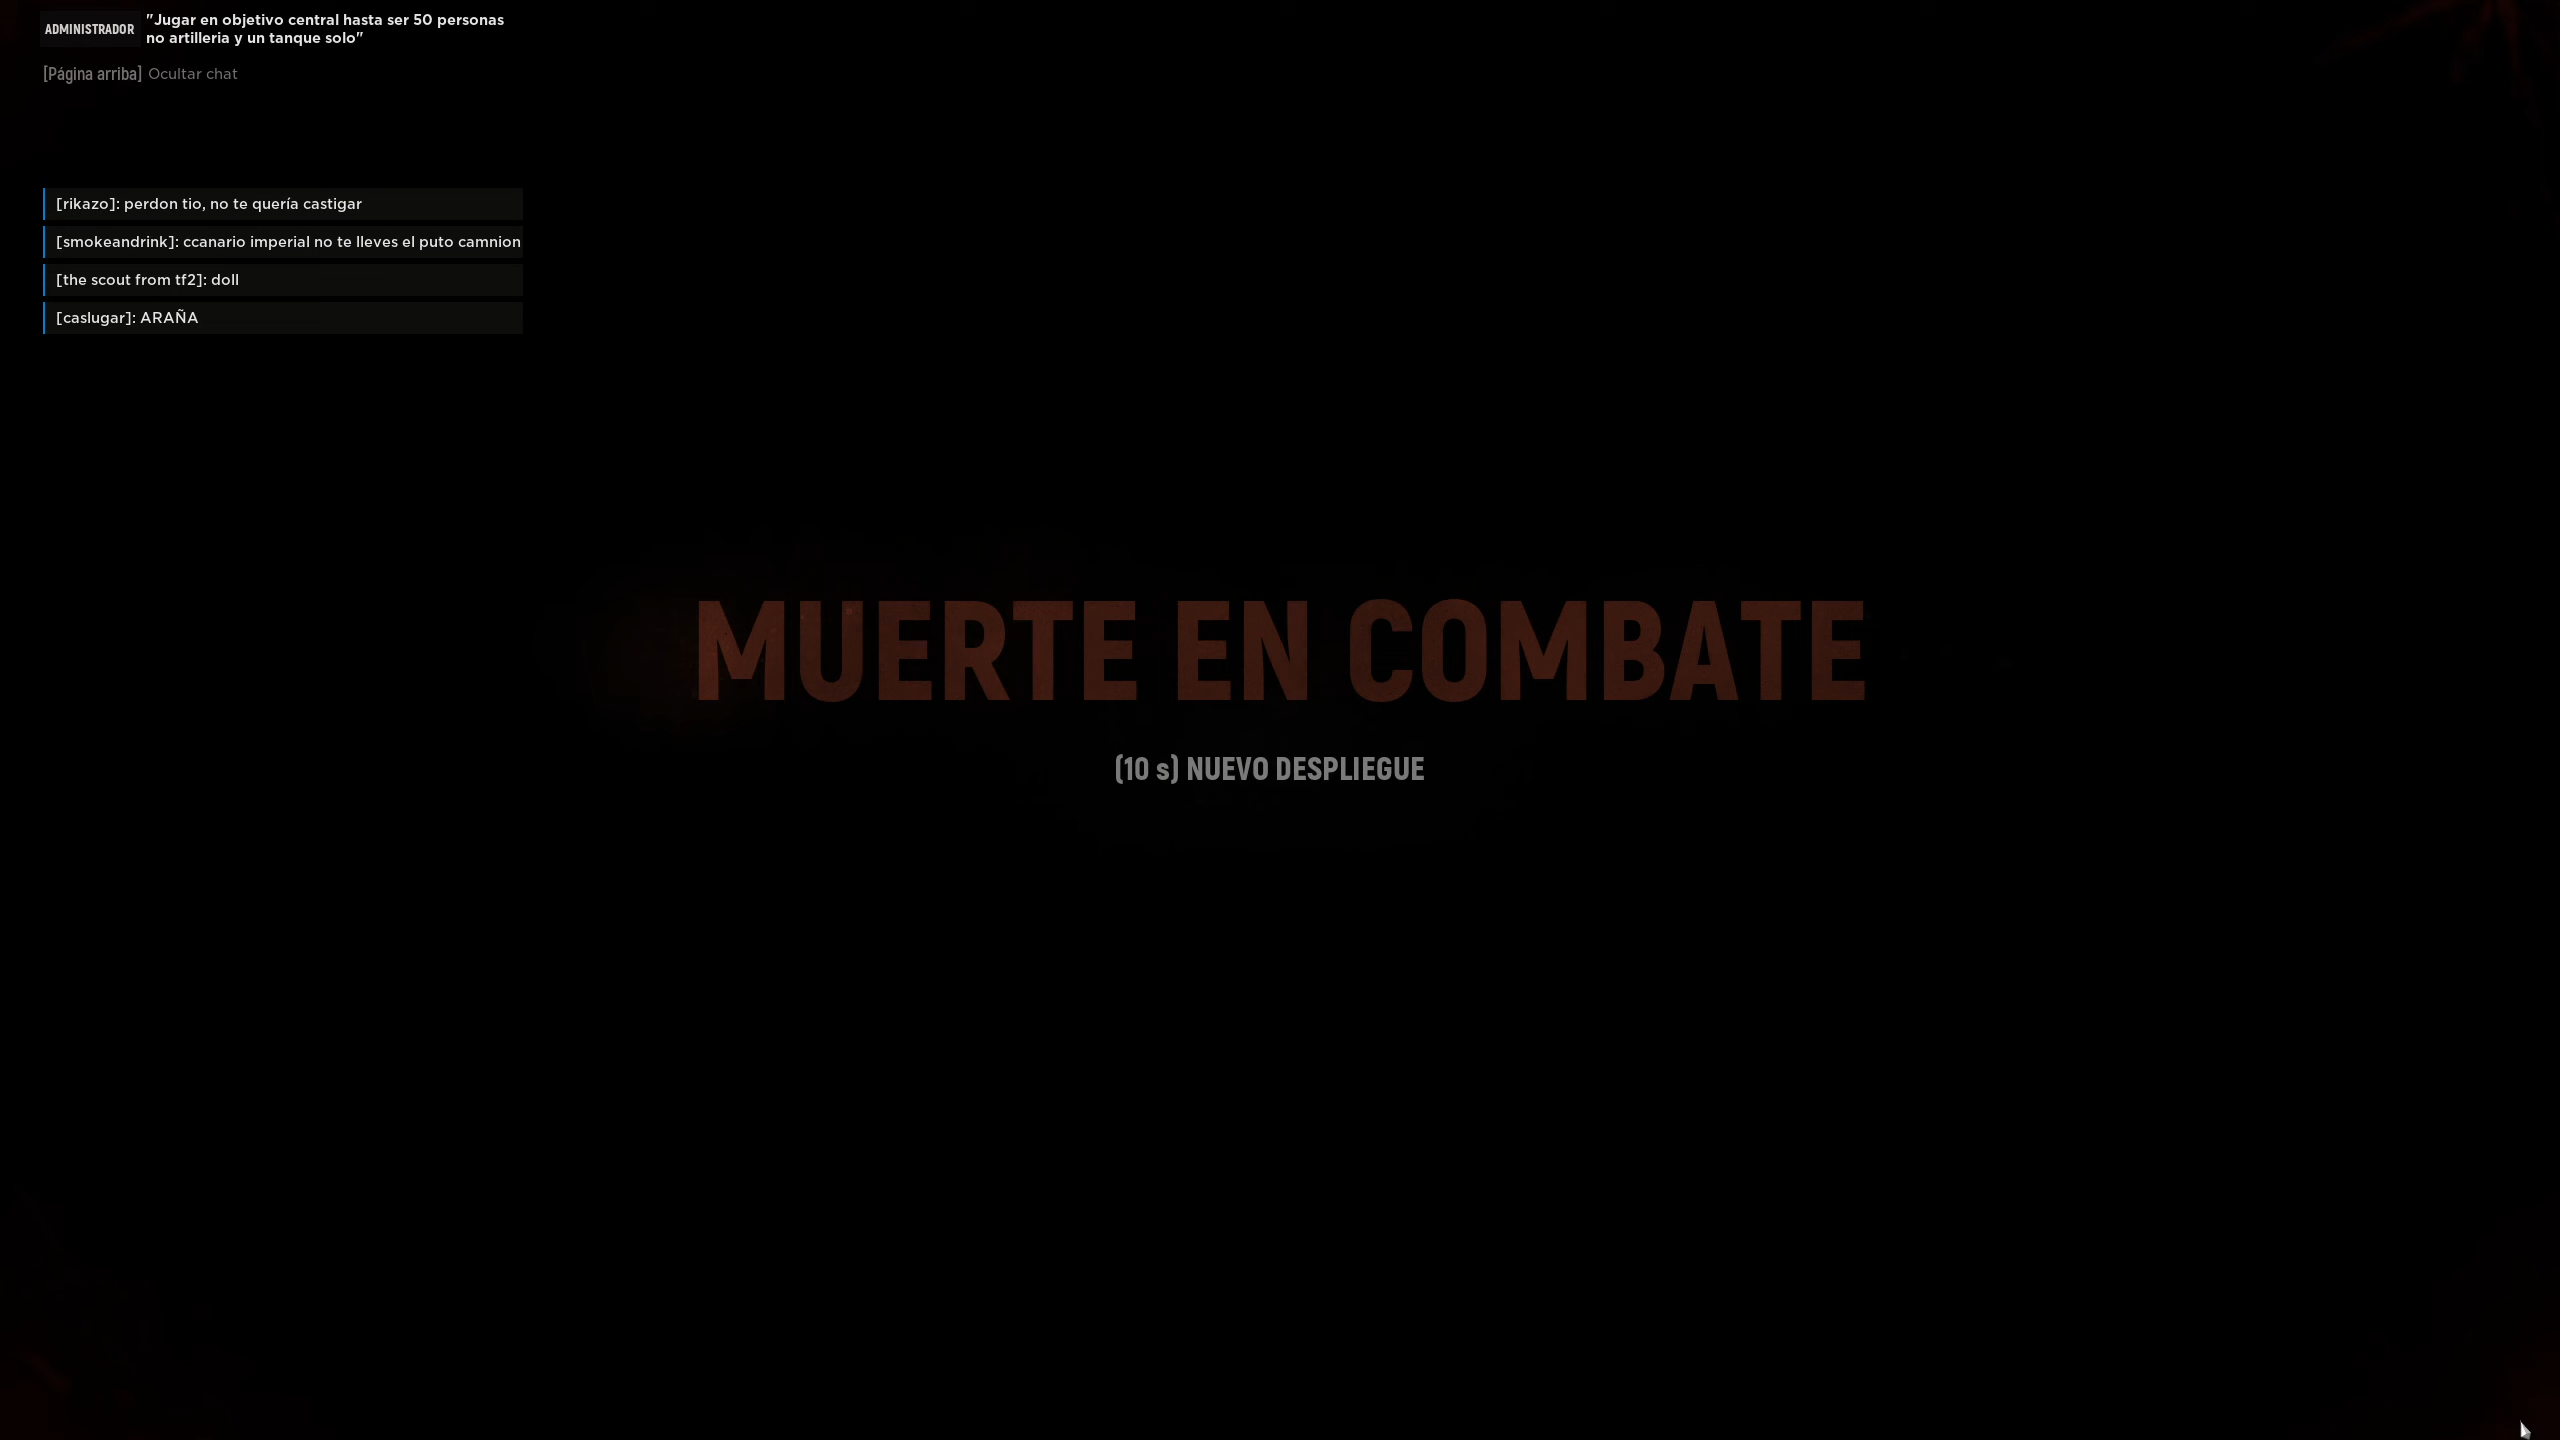 ADMINISTRADOR "Jugar en objetivo central hasta ser 50 personas
no artilleria y un tanque solo"
[Página arriba] Ocultar chat
[rikazo]: perdon tio, no te quería castigar
[smokeandrink]: ccanario imperial no te lleves el puto camnion
[the scout from tf2]: doll
[caslugar]: ARAÑA
MUERTE EN COMBATE
(10 s) NUEVO DESPLIEGUE